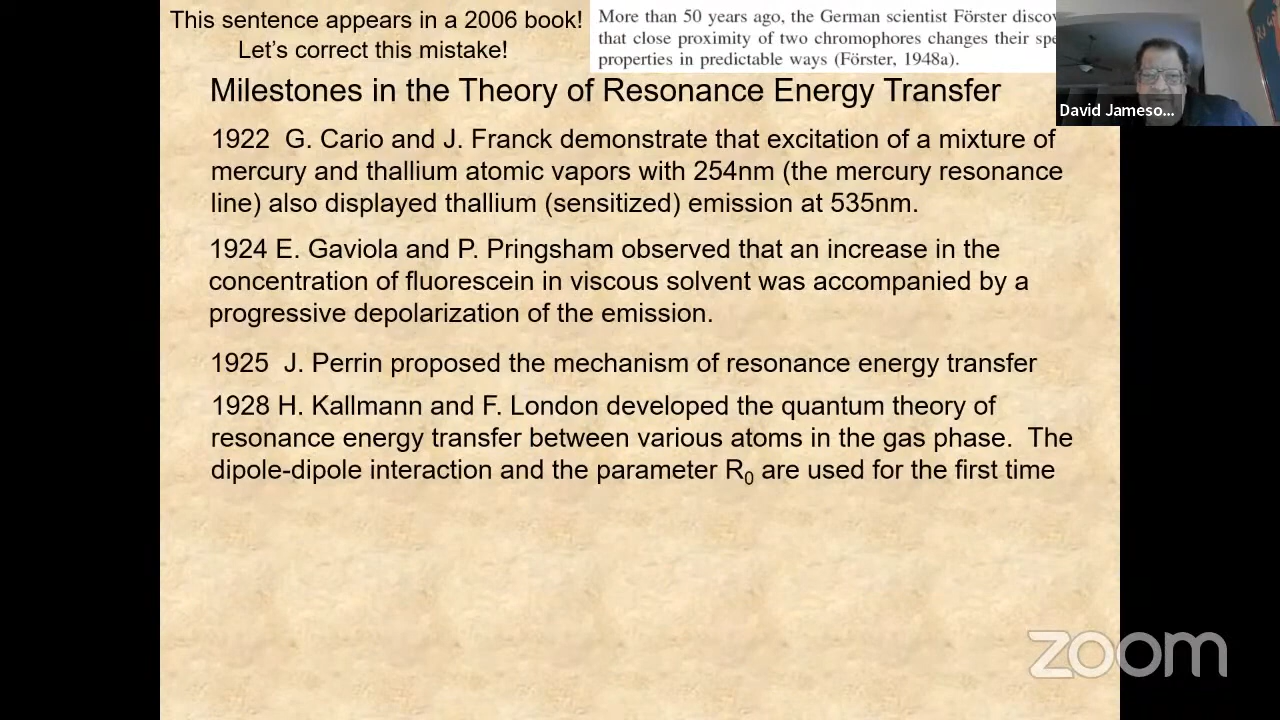 This sentence appears in a 2006 book!
Let's correct this mistake!
More than 50 years ago, the German scientist Förster disco
that close proximity of two chromophores changes their spe
properties in predictable ways (Förster, 1948a).
David Jameso...
Milestones in the Theory of Resonance Energy Transfer
1922 G. Cario and J. Franck demonstrate that excitation of a mixture of
mercury and thallium atomic vapors with 254nm (the mercury resonance
line) also displayed thallium (sensitized) emission at 535nm.
1924 E. Gaviola and P. Pringsham observed that an increase in the
concentration of fluorescein in viscous solvent was accompanied by a
progressive depolarization of the emission.
1925 J. Perrin proposed the mechanism of resonance energy transfer
1928 H. Kallmann and F. London developed the quantum theory of
resonance energy transfer between various atoms in the gas phase. The
dipole-dipole interaction and the parameter R0 are used for the first time
zoom